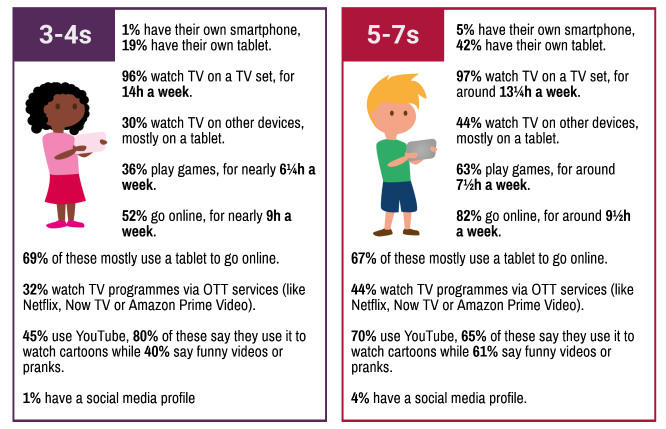 3-4s
1% have their own smartphone,
19% have their own tablet.
96% watch TV on a TV set, for
14h a week.
30% watch TV on other devices,
mostly on a tablet.
36% play games, for nearly 6¼h a
week.
52% go online, for nearly 9h a
week.
69% of these mostly use a tablet to go online.
32% watch TV programmes via OTT services (like
Netflix, Now TV or Amazon Prime Video).
45% use YouTube, 80% of these say they use it to
watch cartoons while 40% say funny videos or
pranks.
1% have a social media profile
5-7s
5% have their own smartphone,
42% have their own tablet.
97% watch TV on a TV set, for
around 13¼h a week.
44% watch TV on other devices,
mostly on a tablet.
63% play games, for around
7½h a week.
82% go online, for around 9½h
a week.
67% of these mostly use a tablet to go online.
44% watch TV programmes via OTT services (like
Netflix, Now TV or Amazon Prime Video).
70% use YouTube, 65% of these say they use it to
watch cartoons while 61% say funny videos or
pranks.
4% have a social media profile.